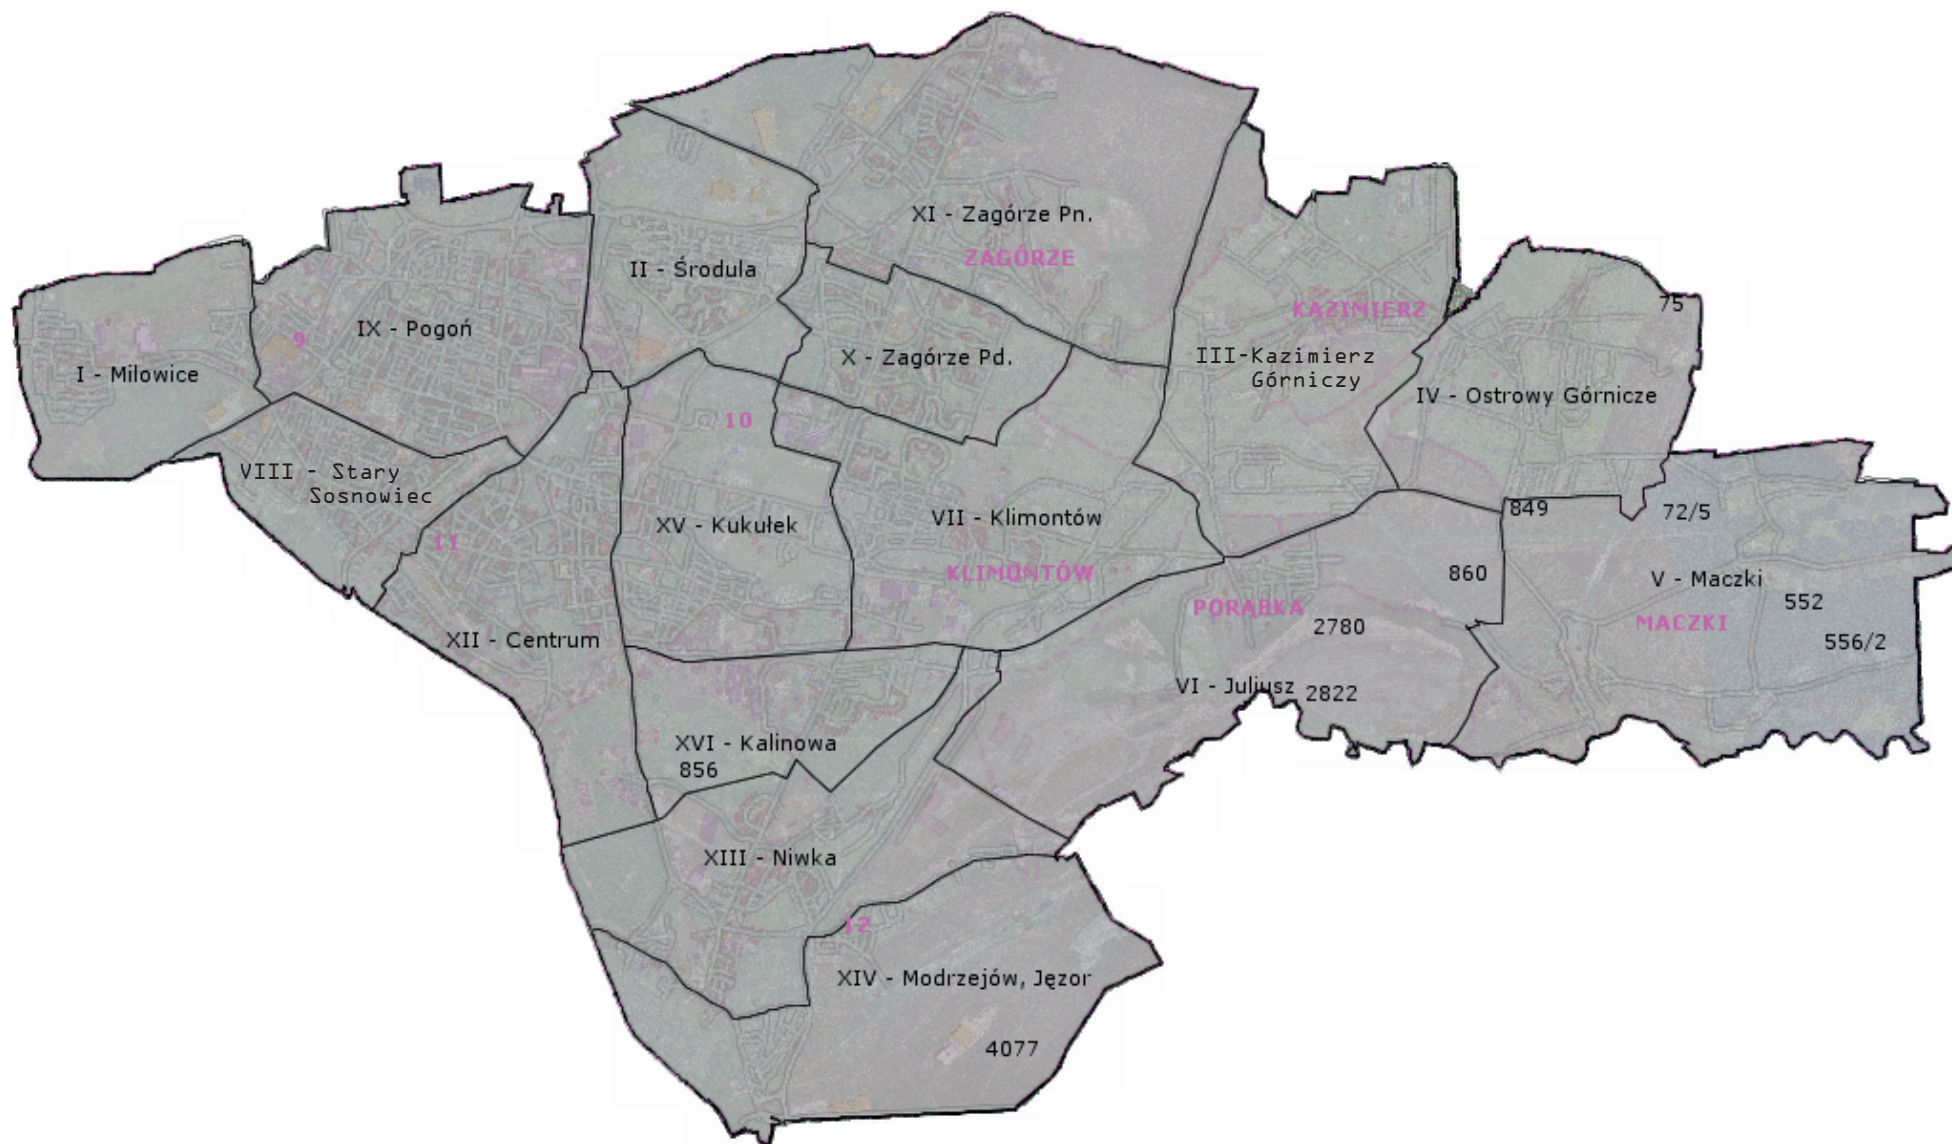 XI - Zagórze Pn.
ZAGÓRZE
II - Środula
KAZIMIERZ
75
9
IX - Pogoń
I - Milowice
X - Zagórze Pd.
III-Kazimierz
Górniczy
IV - Ostrowy Górnicze
10
VIII - Stary
Sosnowiec
11
XV - Kukułek
VII - Klimontów
KLIMONTÓW
849
72/5
860
V - Maczki
552
MACZKI
556/2
PORĄBKA
2780
XII - Centrum
VI - Juliusz
2822
XVI - Kalinowa
856
XIII - Niwka
12
XIV - Modrzejów, Jęzor
4077